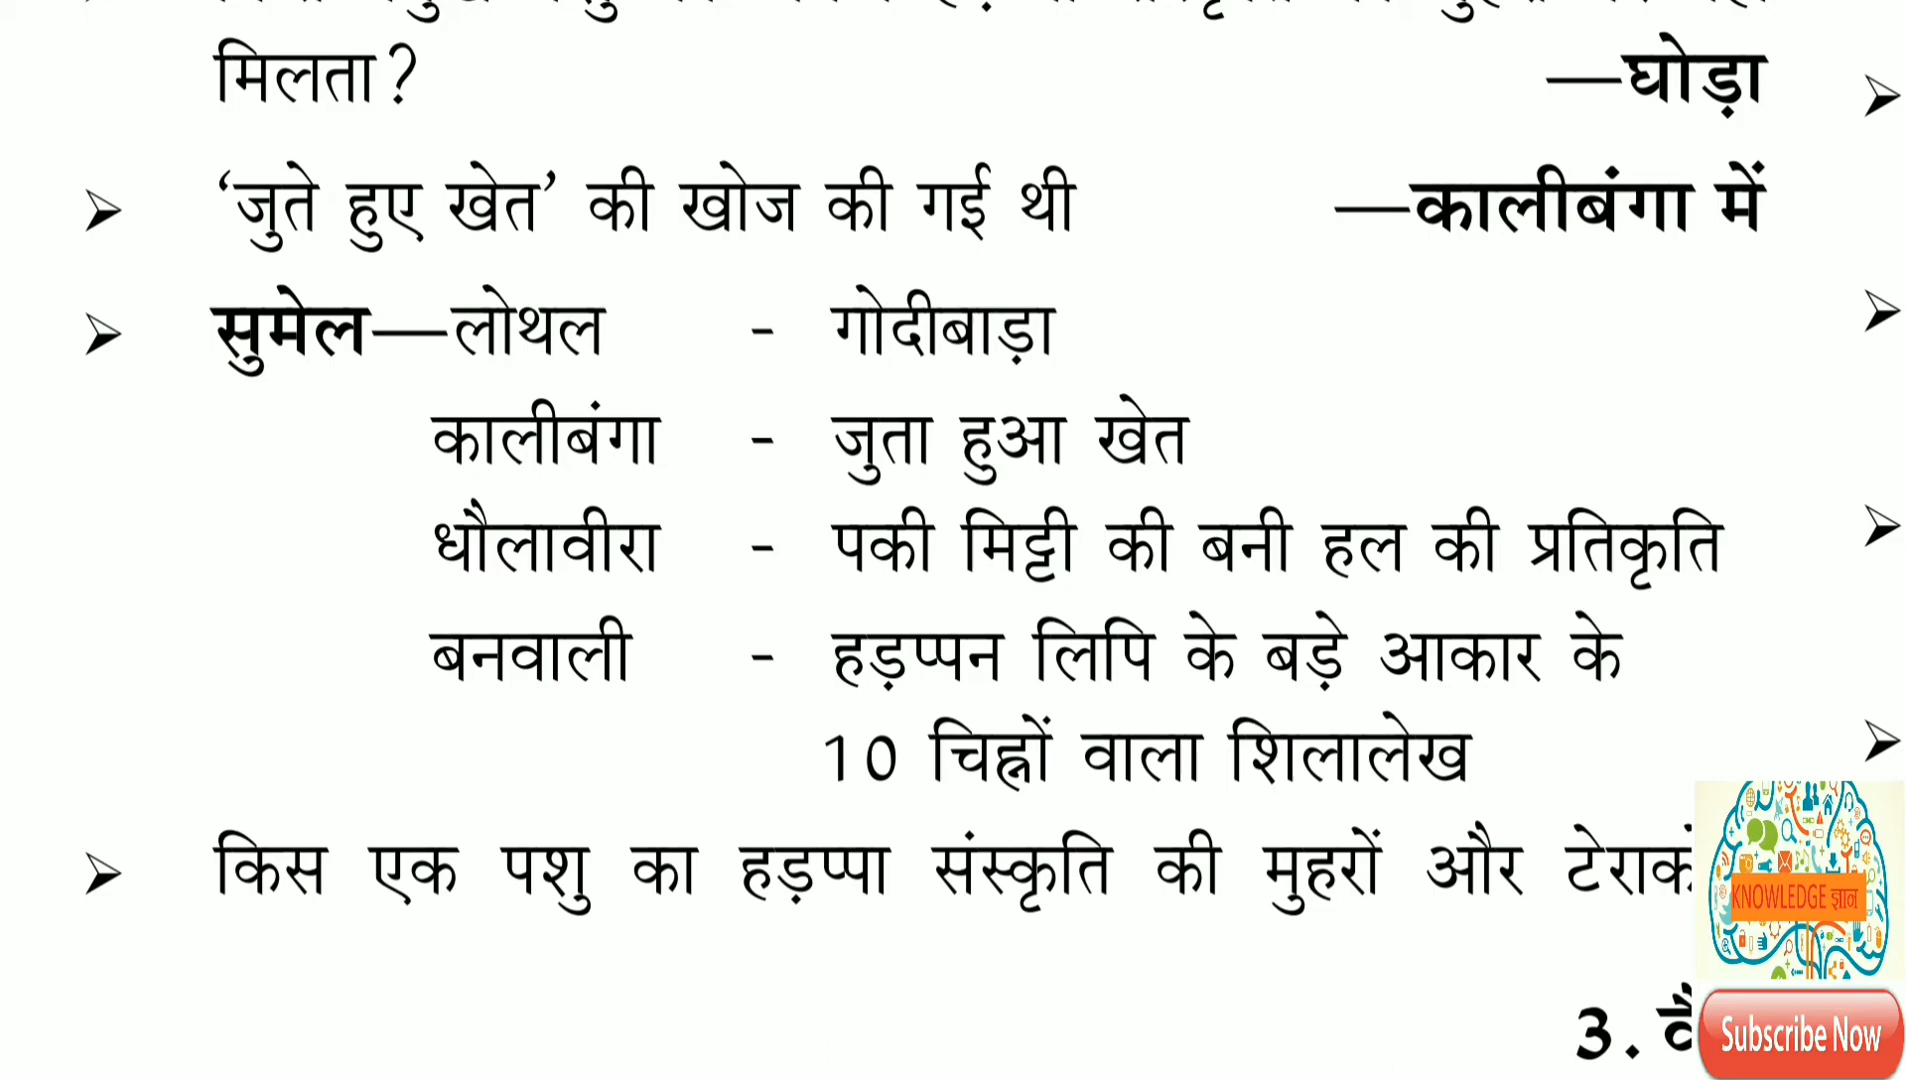 मिलता? —घोड़ा
➢ ‘जुते हुए खेत’ की खोज की गई थी —कालीबंगा में
➢ सुमेल—लोथल - गोदीबाड़ा
कालीबंगा - जुता हुआ खेत
धौलावीरा - पकी मिट्टी की बनी हल की प्रतिकृति
बनवाली - हड़प्पन लिपि के बड़े आकार के
10 चिह्नों वाला शिलालेख
➢ किस एक पशु का हड़प्पा संस्कृति की मुहरों और
KNOWLEDGE ज्ञान
3.
Subscribe Now